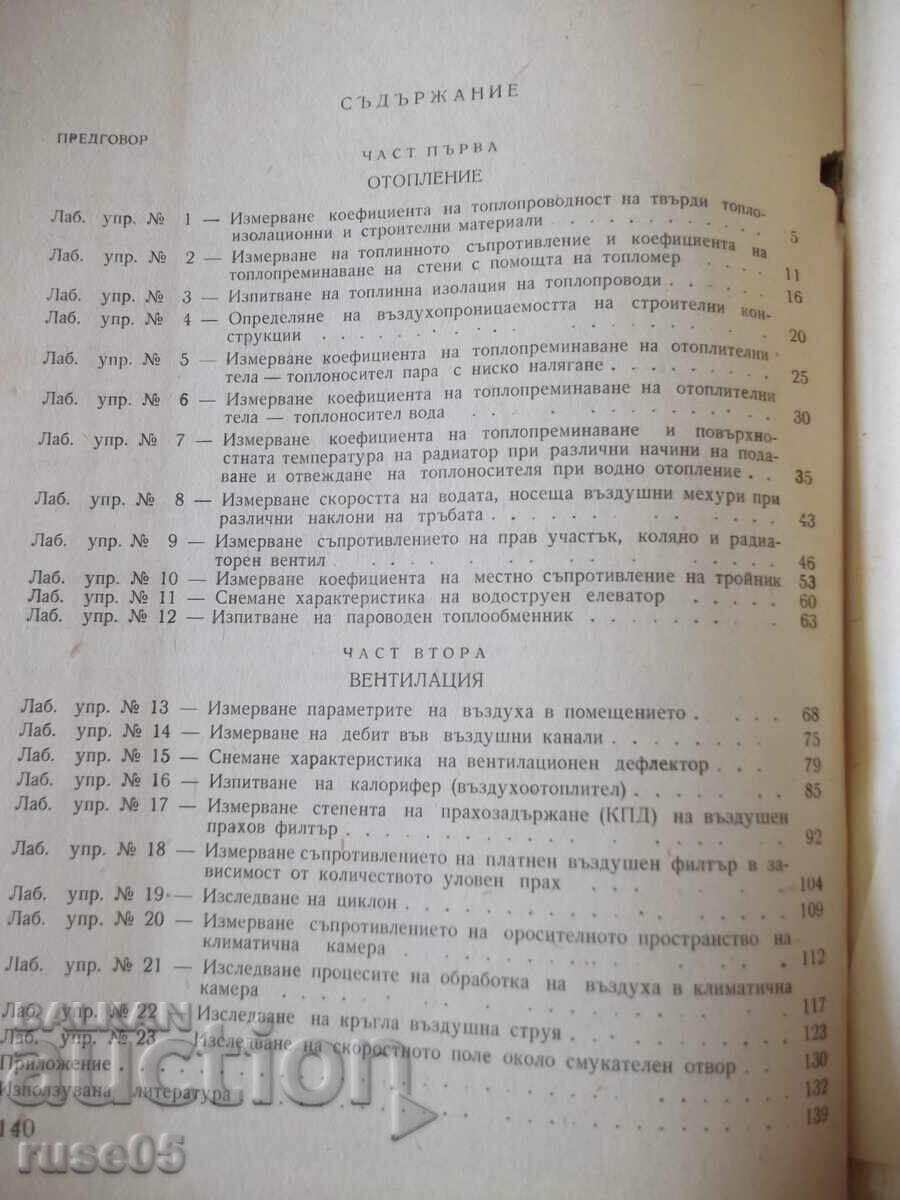 СЪДЪРЖАНИЕ
ПРЕДГОВОР
ЧАСТ ПЪРВА
ОТОПЛЕНИЕ
Лаб. упр. № 1 — Измерване коефициента на топлопроводност на твърди топло-
изолационни и строителни материали . . . . . . . 5
Лаб. упр. № 2 — Измерване на топлинното съпротивление и коефициента на
топлопреминаване на стени с помощта на топломер . . . . 11
Лаб. упр. № 3 — Изпитване на топлинна изолация на топлопроводи . . . . . 16
Лаб. упр. № 4 — Определяне на въздухопроницаемостта на строителни кон-
струкции . . . . . . . . . . . . 20
Лаб. упр. № 5 — Измерване коефициента на топлопреминаване на отоплителни
тела — топлоносител пара с ниско налягане . . . . . . . . 25
Лаб. упр. № 6 — Измерване коефициента на топлопреминаване на отоплителни
тела — топлоносител вода . . . . . . . . . . 30
Лаб. упр. № 7 — Измерване коефициента на топлопреминаване и повърхно-
стната температура на радиатор при различни начини на пода-
ване и отвеждане на топлоносителя при водно отопление . . 35
Лаб. упр. № 8 — Измерване скоростта на водата, носеща въздушни мехури при
различни наклони на тръбата . . . . . . . . . . 43
Лаб. упр. № 9 — Измерване съпротивлението на прав участък, коляно и радиа-
торен вентил . . . . . . . . . . . . 46
Лаб. упр. № 10 — Измерване коефициента на местно съпротивление на тройник 53
Лаб. упр. № 11 — Снемане характеристика на водоструен елеватор . . . . . 60
Лаб. упр. № 12 — Изпитване на пароводен топлообменник . . . . . . . 63
ЧАСТ ВТОРА
ВЕНТИЛАЦИЯ
Лаб. упр. № 13 — Измерване параметрите на въздуха в помещението . . . . 68
Лаб. упр. № 14 — Измерване на дебит във въздушни канали . . . . . . . 75
Лаб. упр. № 15 — Снемане характеристика на вентилационен дефлектор . . . 79
Лаб. упр. № 16 — Изпитване на калорифер (въздухоотоплител) . . . . . . 85
Лаб. упр. № 17 — Измерване степента на прахозадържане (КПД) на въздушен
прахов филтър . . . . . . . . . . . . 92
Лаб. упр. № 18 — Измерване съпротивлението на платнен въздушен филтър в за-
висимост от количеството уловен прах . . . . . . . 104
Лаб. упр. № 19 — Изследване на циклон . . . . . . . . . . . 109
Лаб. упр. № 20 — Измерване съпротивлението на оросителното пространство на
климатична камера . . . . . . . . . . . 112
Лаб. упр. № 21 — Изследване процесите на обработка на въздуха в климатична
камера . . . . . . . . . . . . . 117
Лаб. упр. № 22 — Изследване на кръгла въздушна струя . . . . . . . 123
Лаб. упр. № 23 — Изследване на скоростното поле около смукателен отвор . . 130
Приложение . . . . . . . . . . . . . . . 132
Използувана литература . . . . . . . . . . . . 139
140
BALKAN
auction
ruse05